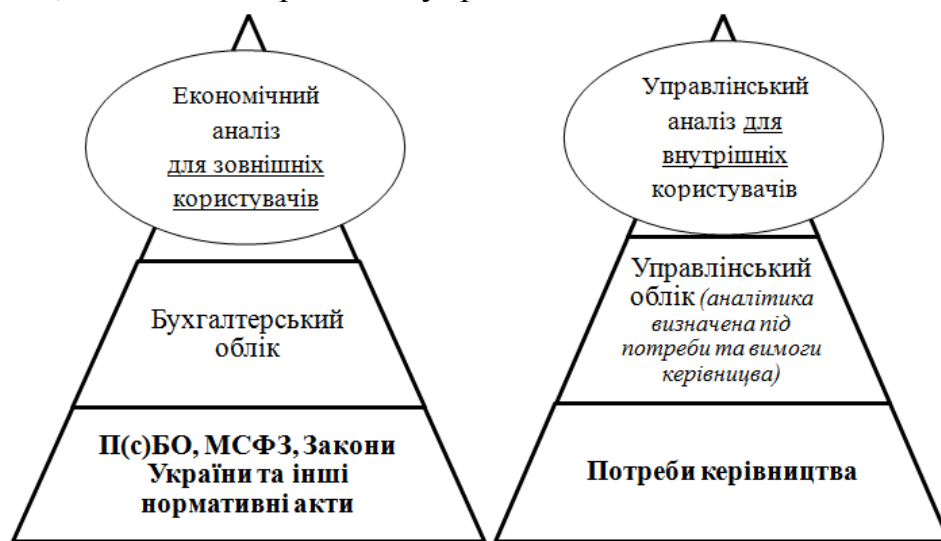 Економічний
аналіз
для зовнішніх
користувачів
Бухгалтерський
облік
П(с)БО, МСФЗ, Закони
України та інші
нормативні акти
Управлінський
аналіз для
внутрішніх
користувачів
Управлінський
облік (аналітика
визначена під
потреби та вимоги
керівництва)
Потреби керівництва